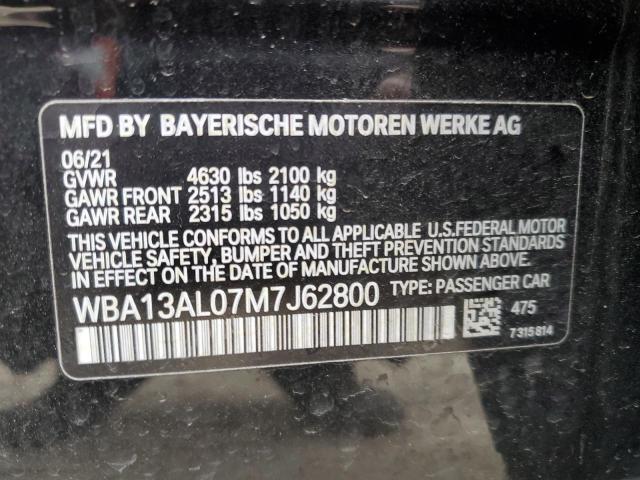 MFD BY BAYERISCHE MOTOREN WERKE AG
06/21
GVWR 4630 lbs 2100 kg
GAWR FRONT 2513 lbs 1140 kg
GAWR REAR 2315 lbs 1050 kg
THIS VEHICLE CONFORMS TO ALL APPLICABLE U.S.FEDERAL MOTOR
VEHICLE SAFETY, BUMPER AND THEFT PREVENTION STANDARDS
IN EFFECT ON THE DATE OF MANUFACTURE SHOWN ABOVE.
WBA13AL07M7J62800 TYPE: PASSENGER CAR
475
7315814